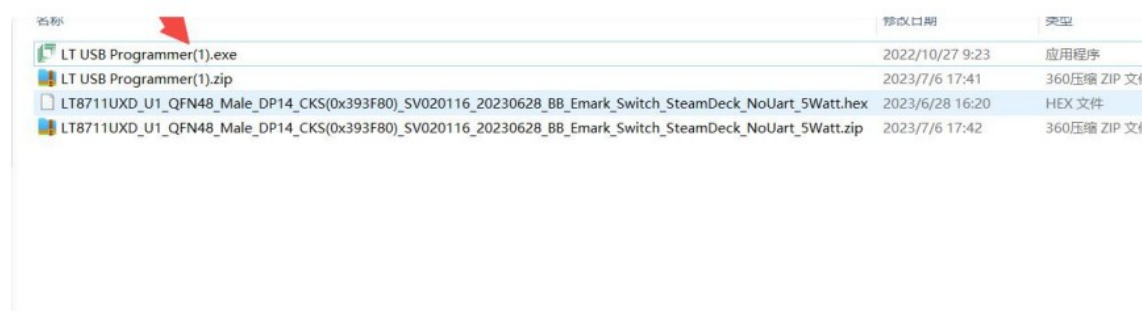 名称 修改日期 类型
LT USB Programmer(1).exe 2022/10/27 9:23 应用程序
LT USB Programmer(1).zip 2023/7/6 17:41 360压缩 ZIP 文
LT8711UXD_U1_QFN48_Male_DP14_CKS(0x393F80)_SV020116_20230628_BB_Emark_Switch_SteamDeck_NoUart_5Watt.hex 2023/6/28 16:20 HEX 文件
LT8711UXD_U1_QFN48_Male_DP14_CKS(0x393F80)_SV020116_20230628_BB_Emark_Switch_SteamDeck_NoUart_5Watt.zip 2023/7/6 17:42 360压缩 ZIP 文